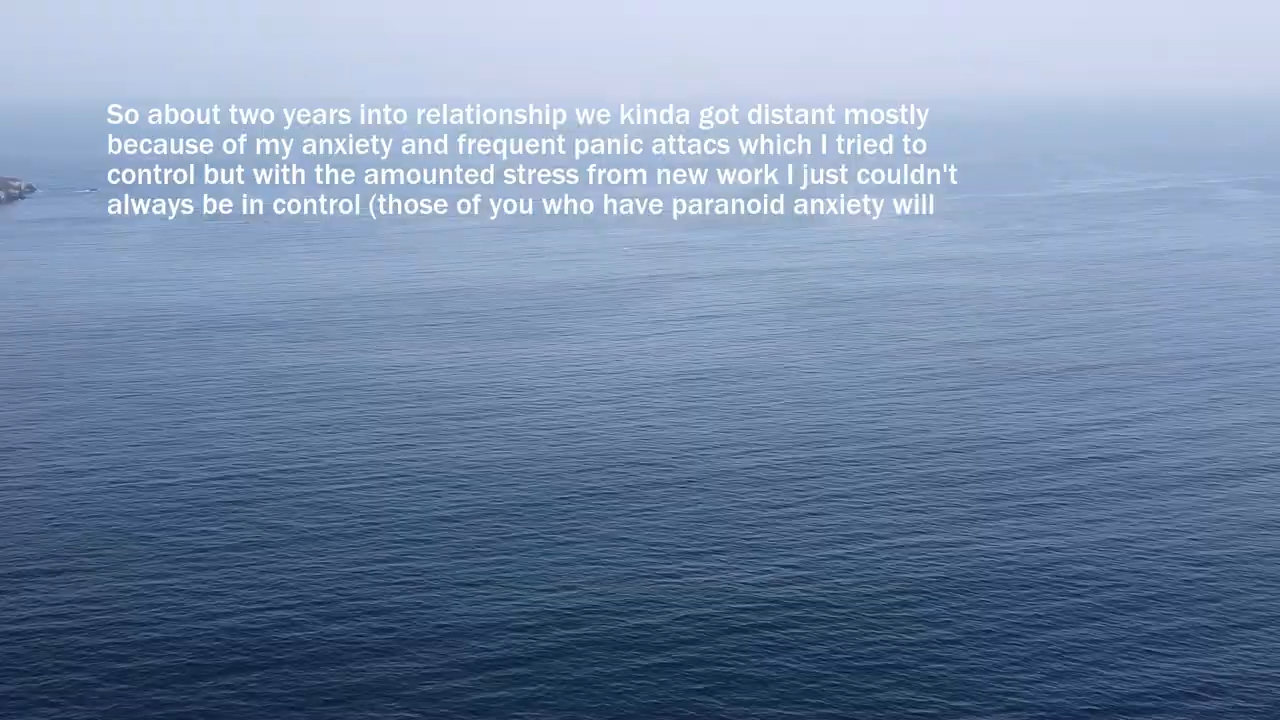 So about two years into relationship we kinda got distant mostly
because of my anxiety and frequent panic attacs which I tried to
control but with the amounted stress from new work I just couldn't
always be in control (those of you who have paranoid anxiety will